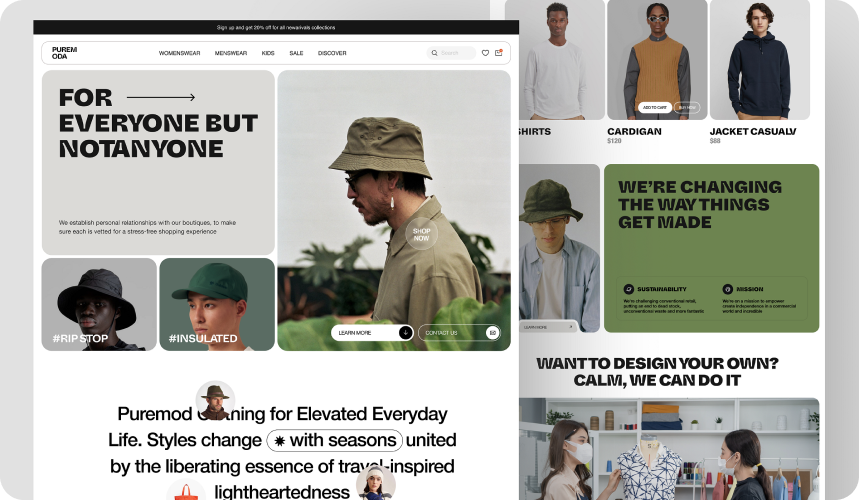 Sign up and get 20% off for all newarivals collections
PUREM
ODA
WOMENSWEAR
MENSWEAR
KIDS
SALE
DISCOVER
Search
FOR
EVERYONE BUT
NOTANYONE
We establish personal relationships with our boutiques, to make
sure each is vetted for a stress-free shopping experience
SHOP
NOW
LEARN MORE
CONTACT US
#RIPSTOP
#INSULATED
Puremod Clothing for Elevated Everyday
Life. Styles change with seasons united
by the liberating essence of travel-inspired
lightheartedness
ADD TO CART
BUY NOW
SHIRTS
CARDIGAN
$120
JACKET CASUALV
$88
LEARN MORE
WE'RE CHANGING
THE WAY THINGS
GET MADE
SUSTAINABILITY
We're challenging conventional retail,
putting an end to dead stock,
unconventional waste and more fantastic
MISSION
We're on a mission to empower
create independence in a commercial
world and incredible
WANT TO DESIGN YOUR OWN?
CALM, WE CAN DO IT